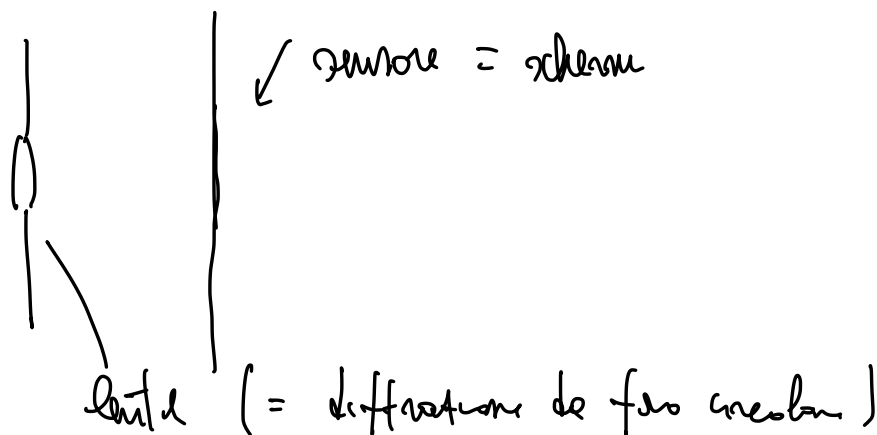 sensore = schermo
lente (= diffrazione da foro circolare)